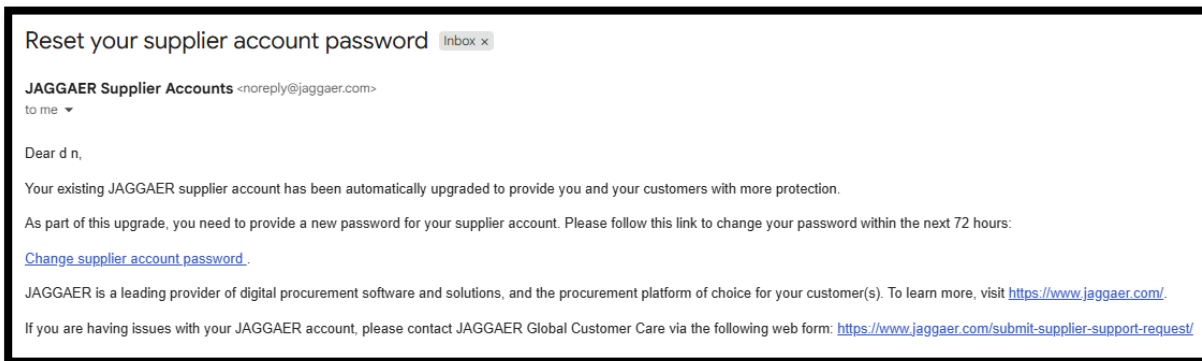 Reset your supplier account password Inbox ×
JAGGAER Supplier Accounts <noreply@jaggaer.com>
to me
Dear d n,
Your existing JAGGAER supplier account has been automatically upgraded to provide you and your customers with more protection.
As part of this upgrade, you need to provide a new password for your supplier account. Please follow this link to change your password within the next 72 hours:
Change supplier account password .
JAGGAER is a leading provider of digital procurement software and solutions, and the procurement platform of choice for your customer(s). To learn more, visit https://www.jaggaer.com/.
If you are having issues with your JAGGAER account, please contact JAGGAER Global Customer Care via the following web form: https://www.jaggaer.com/submit-supplier-support-request/